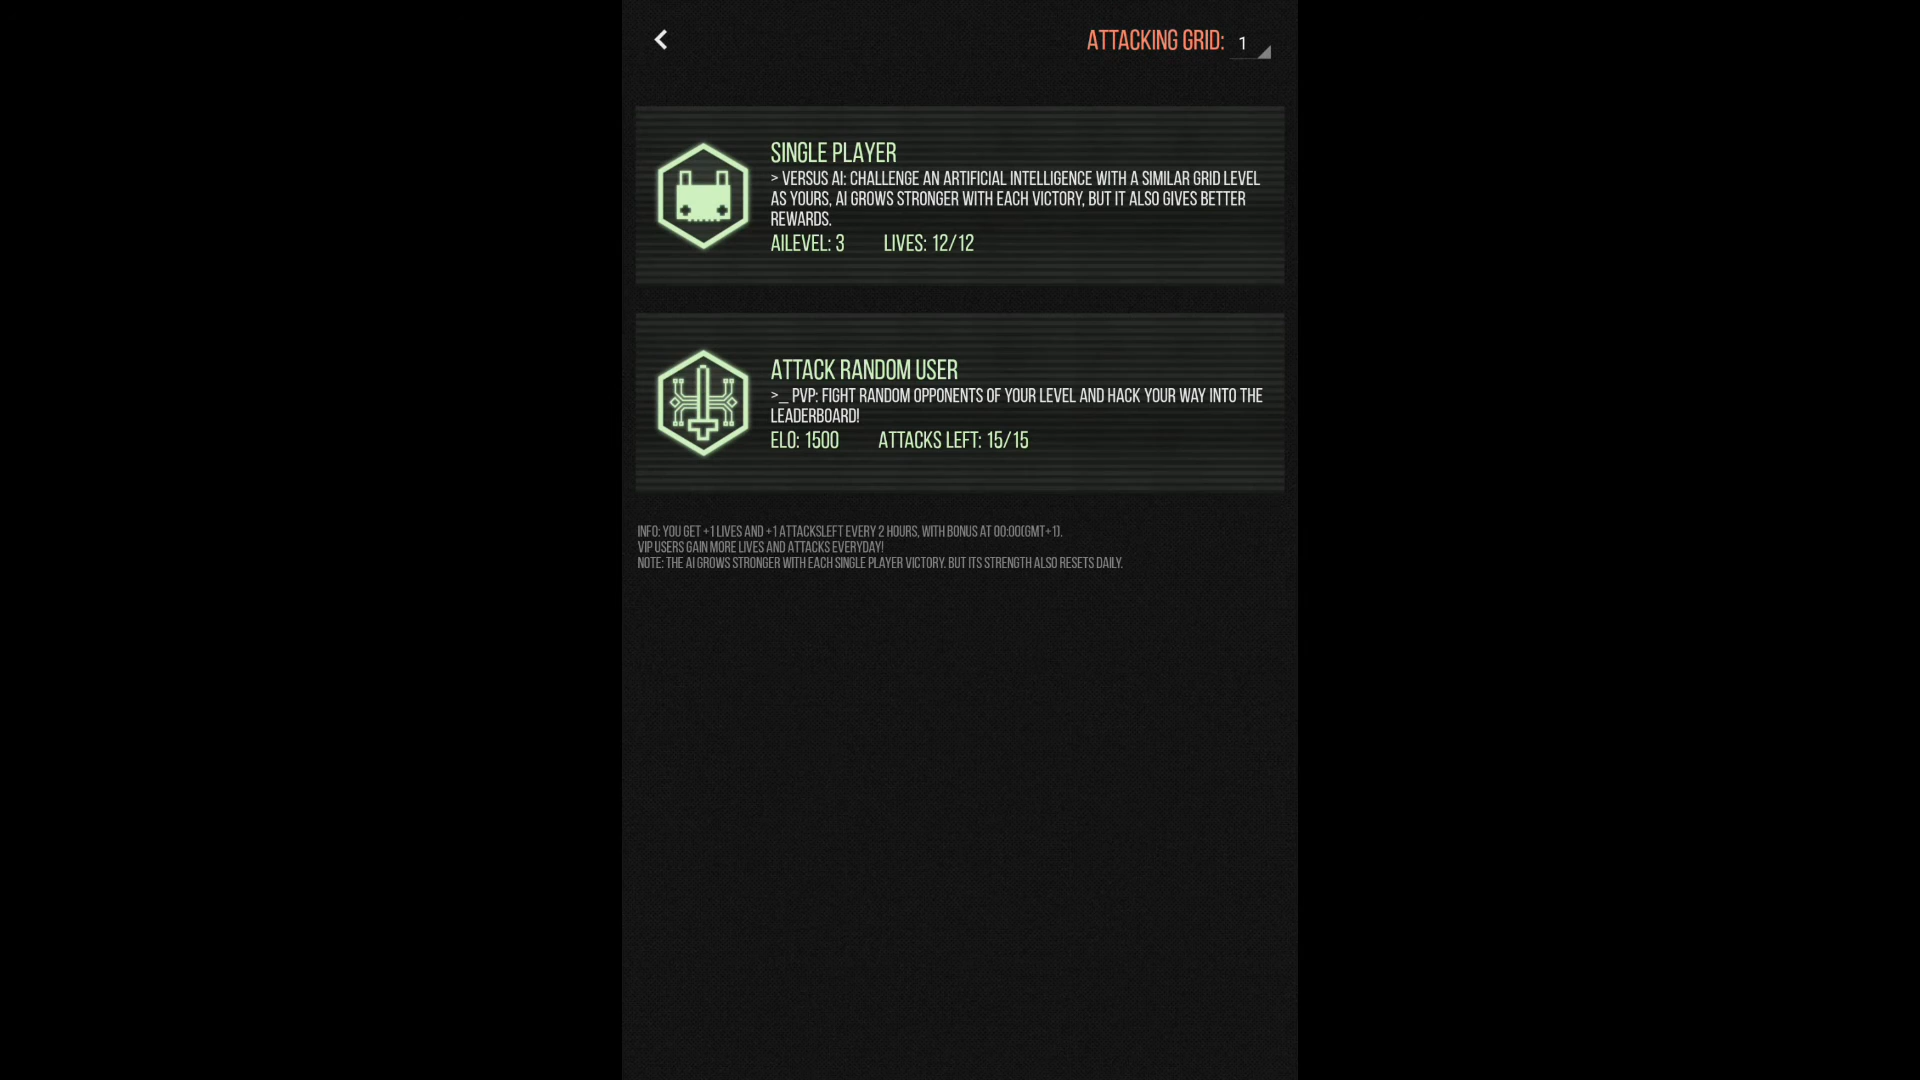 ATTACKING GRID: 1
SINGLE PLAYER
> VERSUS AI: CHALLENGE AN ARTIFICIAL INTELLIGENCE WITH A SIMILAR GRID LEVEL
AS YOURS, AI GROWS STRONGER WITH EACH VICTORY, BUT IT ALSO GIVES BETTER
REWARDS.
AILEVEL: 3 LIVES: 12/12
ATTACK RANDOM USER
>_ PVP: FIGHT RANDOM OPPONENTS OF YOUR LEVEL AND HACK YOUR WAY INTO THE
LEADERBOARD!
ELO: 1500 ATTACKS LEFT: 15/15
INFO: YOU GET +1 LIVES AND +1 ATTACKSLEFT EVERY 2 HOURS, WITH BONUS AT 00:00(GMT+1).
VIP USERS GAIN MORE LIVES AND ATTACKS EVERYDAY!
NOTE: THE AI GROWS STRONGER WITH EACH SINGLE PLAYER VICTORY. BUT ITS STRENGTH ALSO RESETS DAILY.